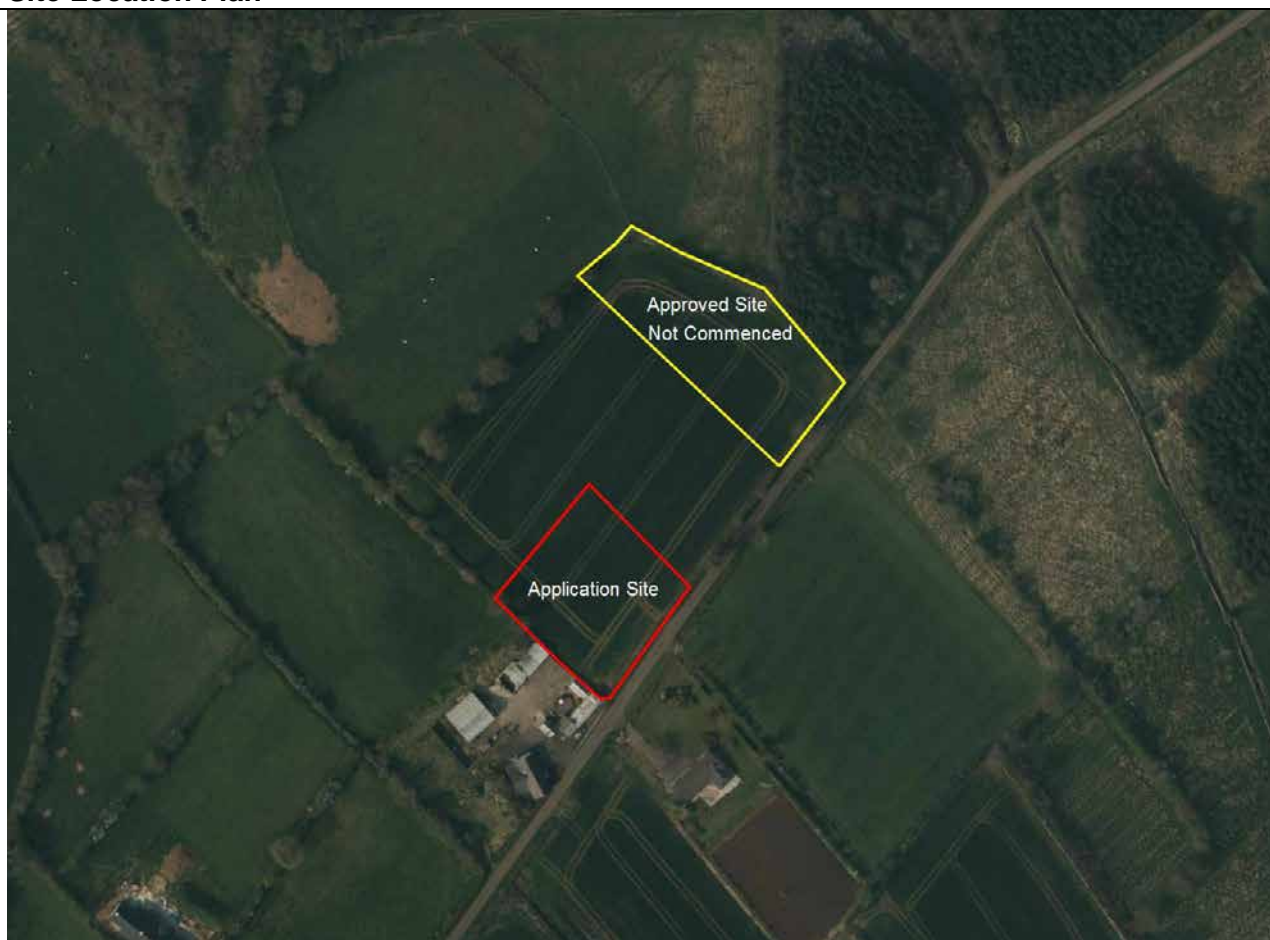 Site Location Plan
Approved Site
Not Commenced
Application Site